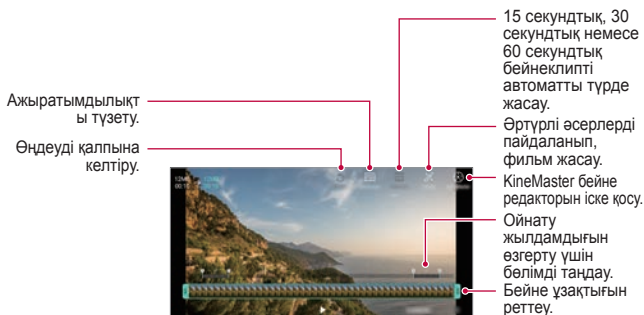 Ажыратымдылықт
ы түзету.
Өңдеуді қалпына
келтіру.
15 секундтық, 30
секундтық немесе
60 секундтық
бейнеклипті
автоматты түрде
жасау.
Әртүрлі әсерлерді
пайдаланып,
фильм жасау.
KineMaster бейне
редакторын іске қосу.
Ойнату
жылдамдығын
өзгерту үшін
бөлімді таңдау.
Бейне ұзақтығын
реттеу.